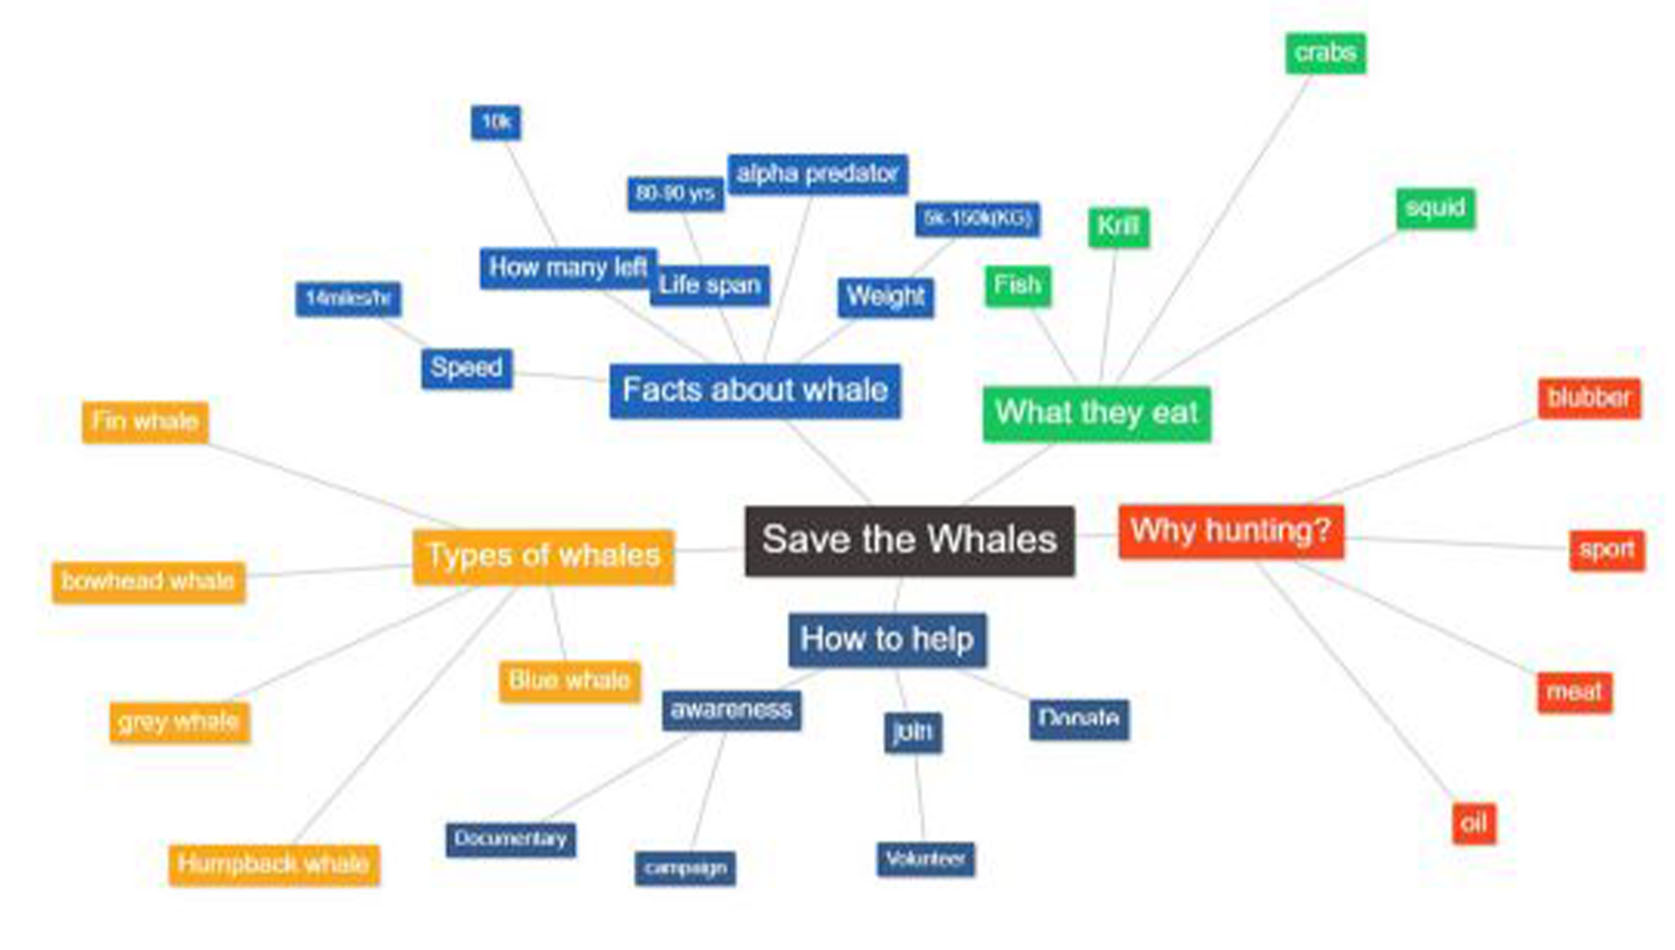 crabs
10k
alpha predator
80-90 yrs
5k-150k(KG)
squid
Krill
How many left
Life span
Fish
14miles/hr
Weight
Speed
Facts about whale
What they eat
blubber
Fin whale
Save the Whales
Why hunting?
sport
Types of whales
bowhead whale
How to help
Blue whale
meat
awareness
Donate
grey whale
join
oil
Documentary
campaign
Volunteer
Humpback whale